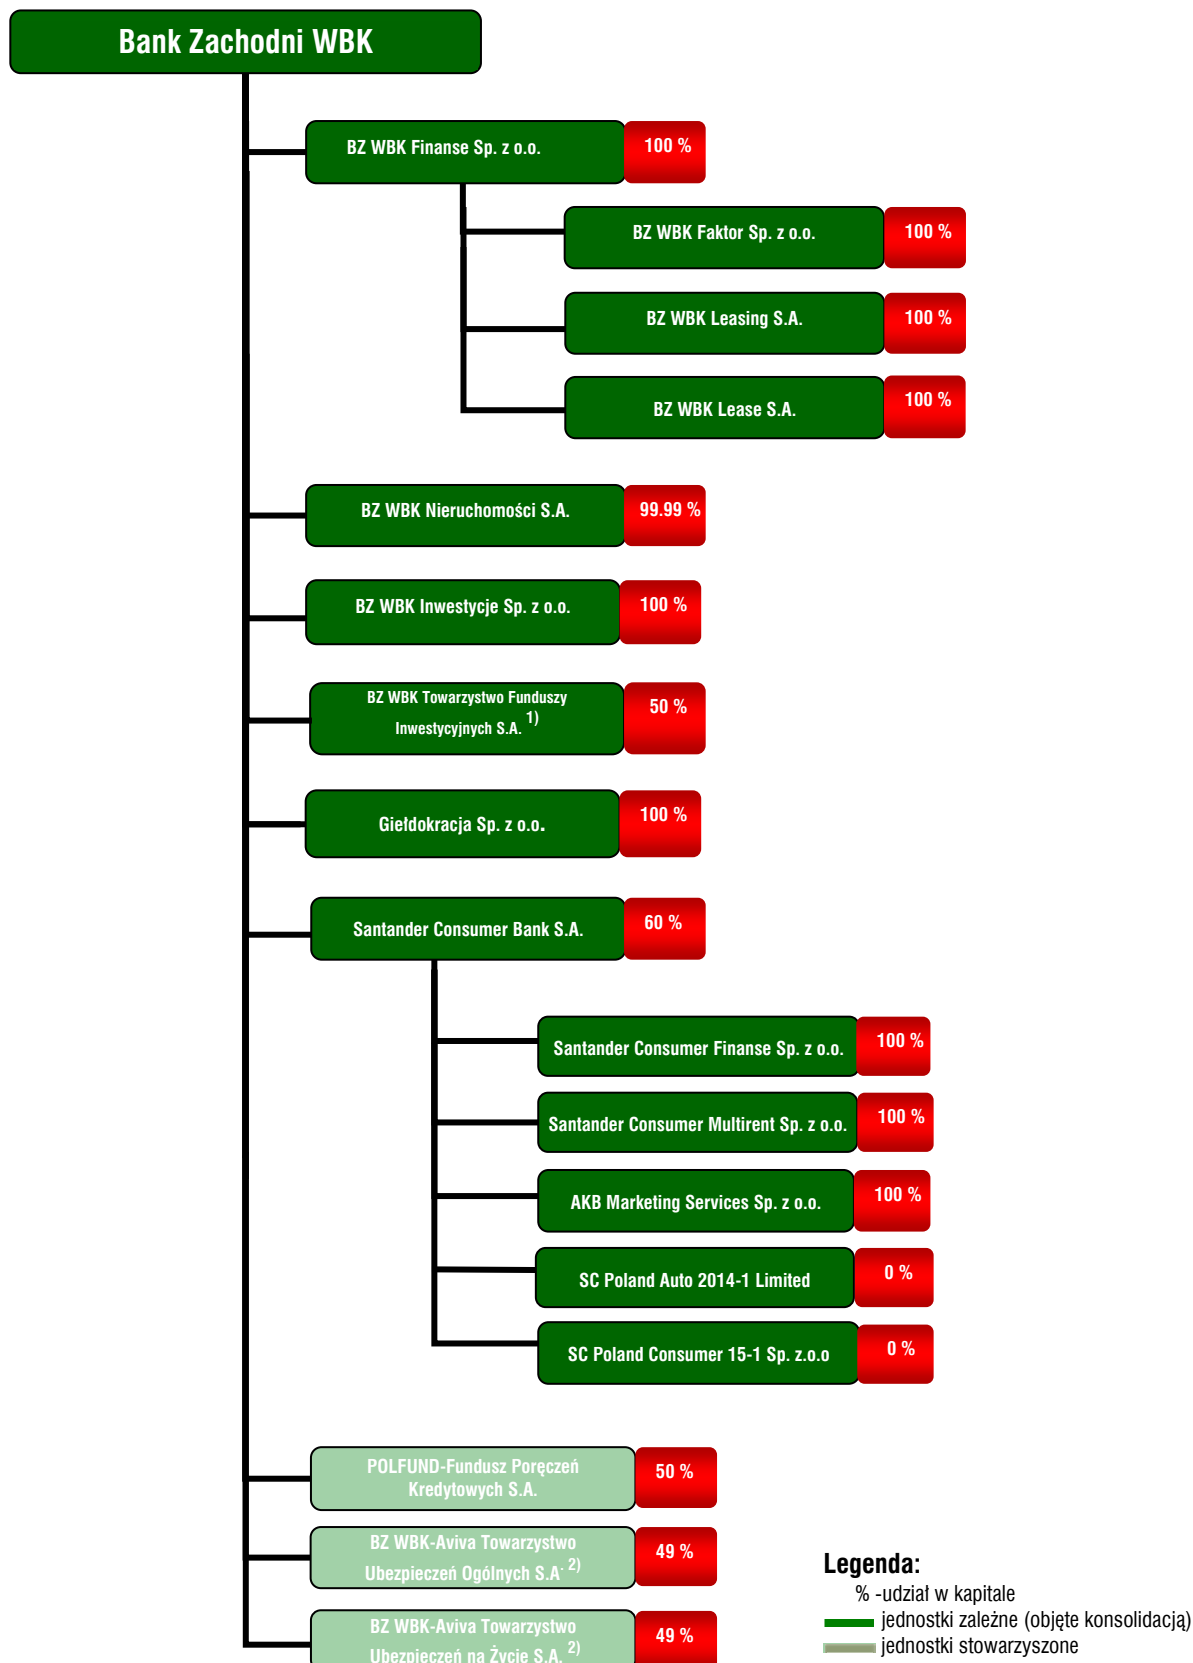 Bank Zachodni WBK
BZ WBK Finanse Sp. z o.o.
100 %
BZ WBK Faktor Sp. z o.o.
100 %
BZ WBK Leasing S.A.
100 %
BZ WBK Lease S.A.
100 %
BZ WBK Nieruchomości S.A.
99.99 %
BZ WBK Inwestycje Sp. z o.o.
100 %
BZ WBK Towarzystwo Funduszy
Inwestycyjnych S.A. 1)
50 %
Giełdokracja Sp. z o.o.
100 %
Santander Consumer Bank S.A.
60 %
Santander Consumer Finanse Sp. z o.o.
100 %
Santander Consumer Multirent Sp. z o.o.
100 %
AKB Marketing Services Sp. z o.o.
100 %
SC Poland Auto 2014-1 Limited
0 %
SC Poland Consumer 15-1 Sp. z.o.o
0 %
POLFUND-Fundusz Poręczeń
Kredytowych S.A.
50 %
BZ WBK-Aviva Towarzystwo
Ubezpieczeń Ogólnych S.A. 2)
49 %
BZ WBK-Aviva Towarzystwo
Ubezpieczeń na Życie S.A. 2)
49 %
Legenda:
% -udział w kapitale
jednostki zależne (objęte konsolidacją)
jednostki stowarzyszone